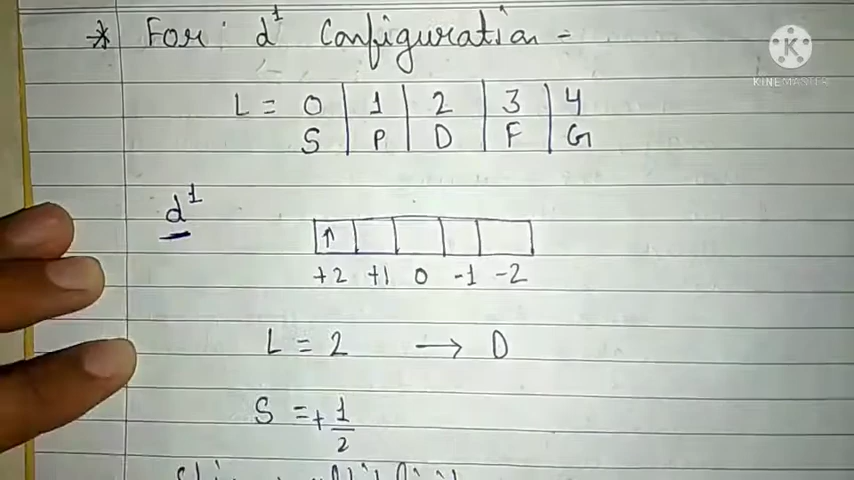 * For : d¹ Configuration -
L = 0 1 2 3 4
S P D F G
d¹
↑
+2 +1 0 -1 -2
L = 2 → D
S = + 1/2
K
KINEMASTER